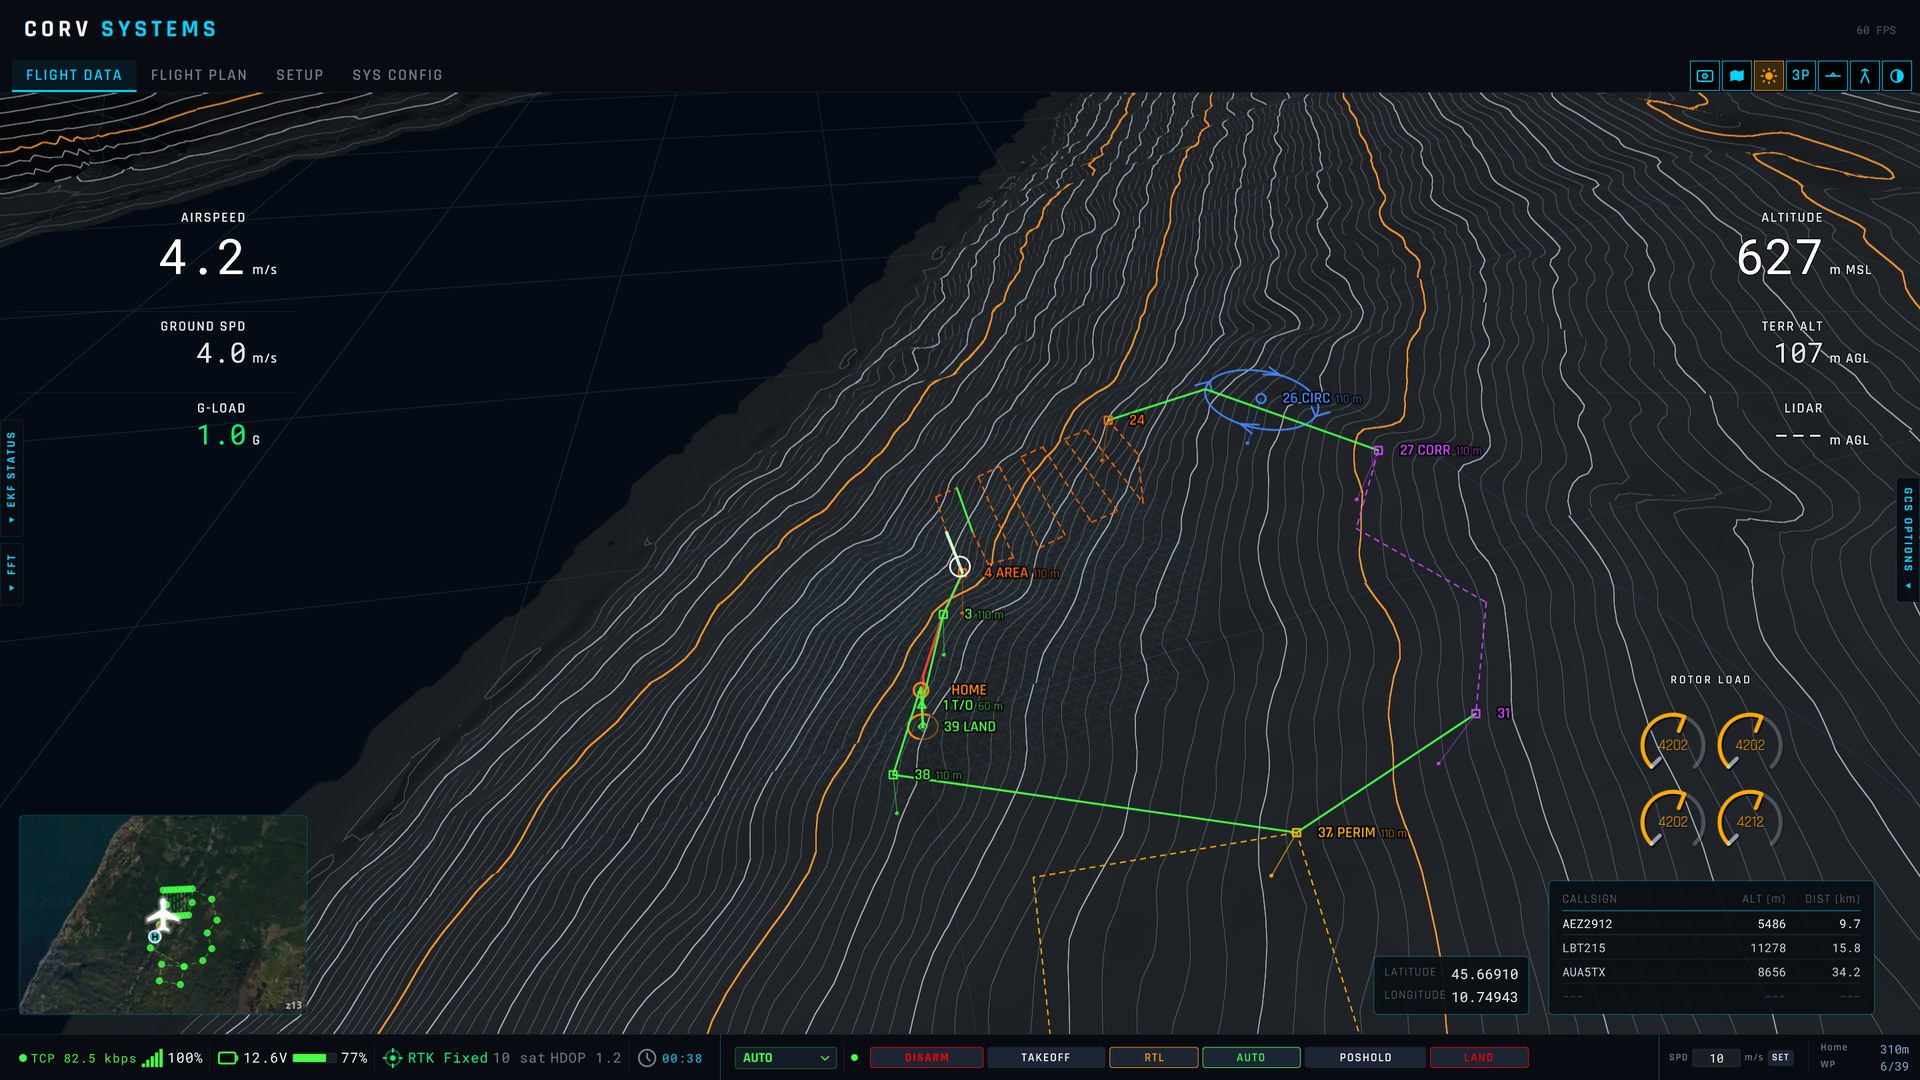 CORV SYSTEMS
60 FPS
FLIGHT DATA FLIGHT PLAN SETUP SYS CONFIG
3P
AIRSPEED
4.2 m/s
GROUND SPD
4.0 m/s
G-LOAD
1.0 G
ALTITUDE
627 m MSL
TERR ALT
107 m AGL
LIDAR
--- m AGL
EKF STATUS
FFT
GCS OPTIONS
26 CIRC 110 m
24
27 CORR 110 m
4 AREA 110 m
3 110 m
HOME
1 T/O 60 m
39 LAND
31
38 110 m
37 PERIM 110 m
ROTOR LOAD
4202 4202
4202 4212
z13
LATITUDE 45.66910
LONGITUDE 10.74943
CALLSIGN ALT (m) DIST (km)
AEZ2912 5486 9.7
LBT215 11278 15.8
AUA5TX 8656 34.2
--- --- ---
TCP 82.5 kbps 100% 12.6V 77% RTK Fixed 10 sat HDOP 1.2 00:38 AUTO DISARM TAKEOFF RTL AUTO POSHOLD LAND SPD 10 m/s SET
Home 310m
WP 6/39